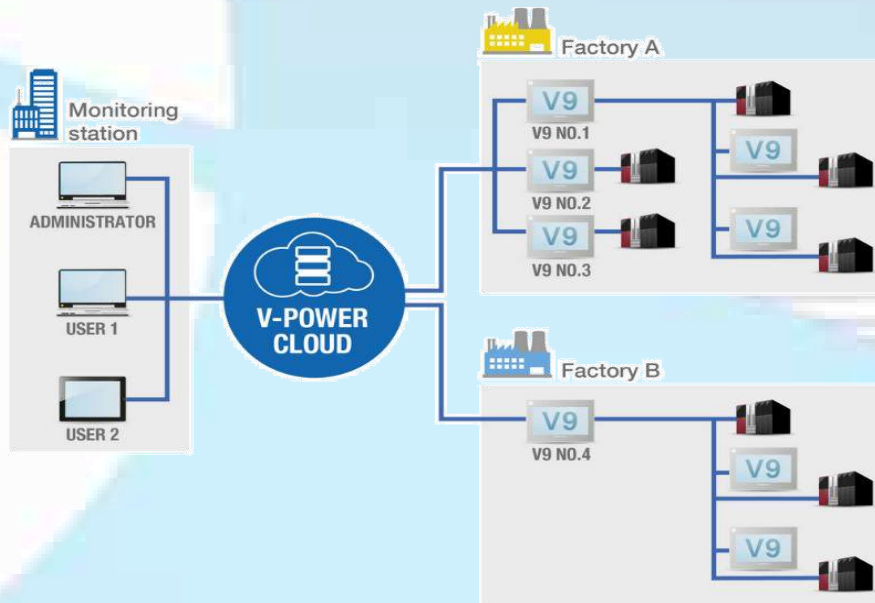 Factory A
Monitoring
station
ADMINISTRATOR
USER 1
USER 2
V-POWER
CLOUD
V9
V9 NO.1
V9
V9 NO.2
V9
V9 NO.3
V9
V9
Factory B
V9
V9 NO.4
V9
V9